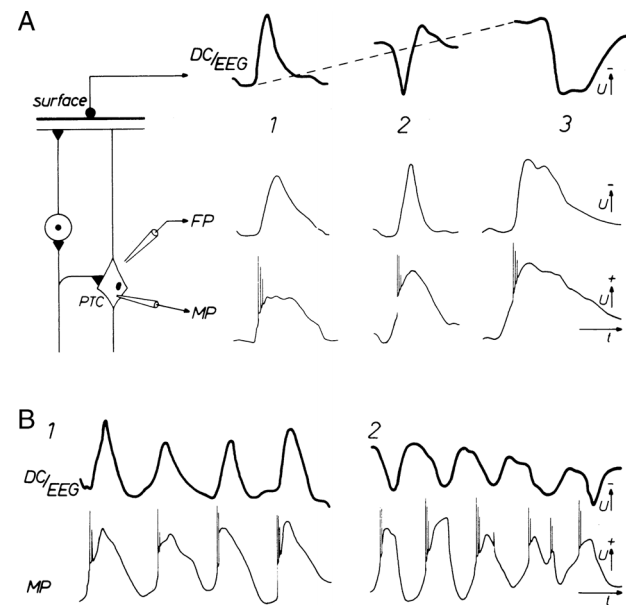 A
DC/EEG
U -
surface
1 2 3
FP
U -
PTC
MP
U +
t
B
1 2
DC/EEG
U -
MP
U +
t